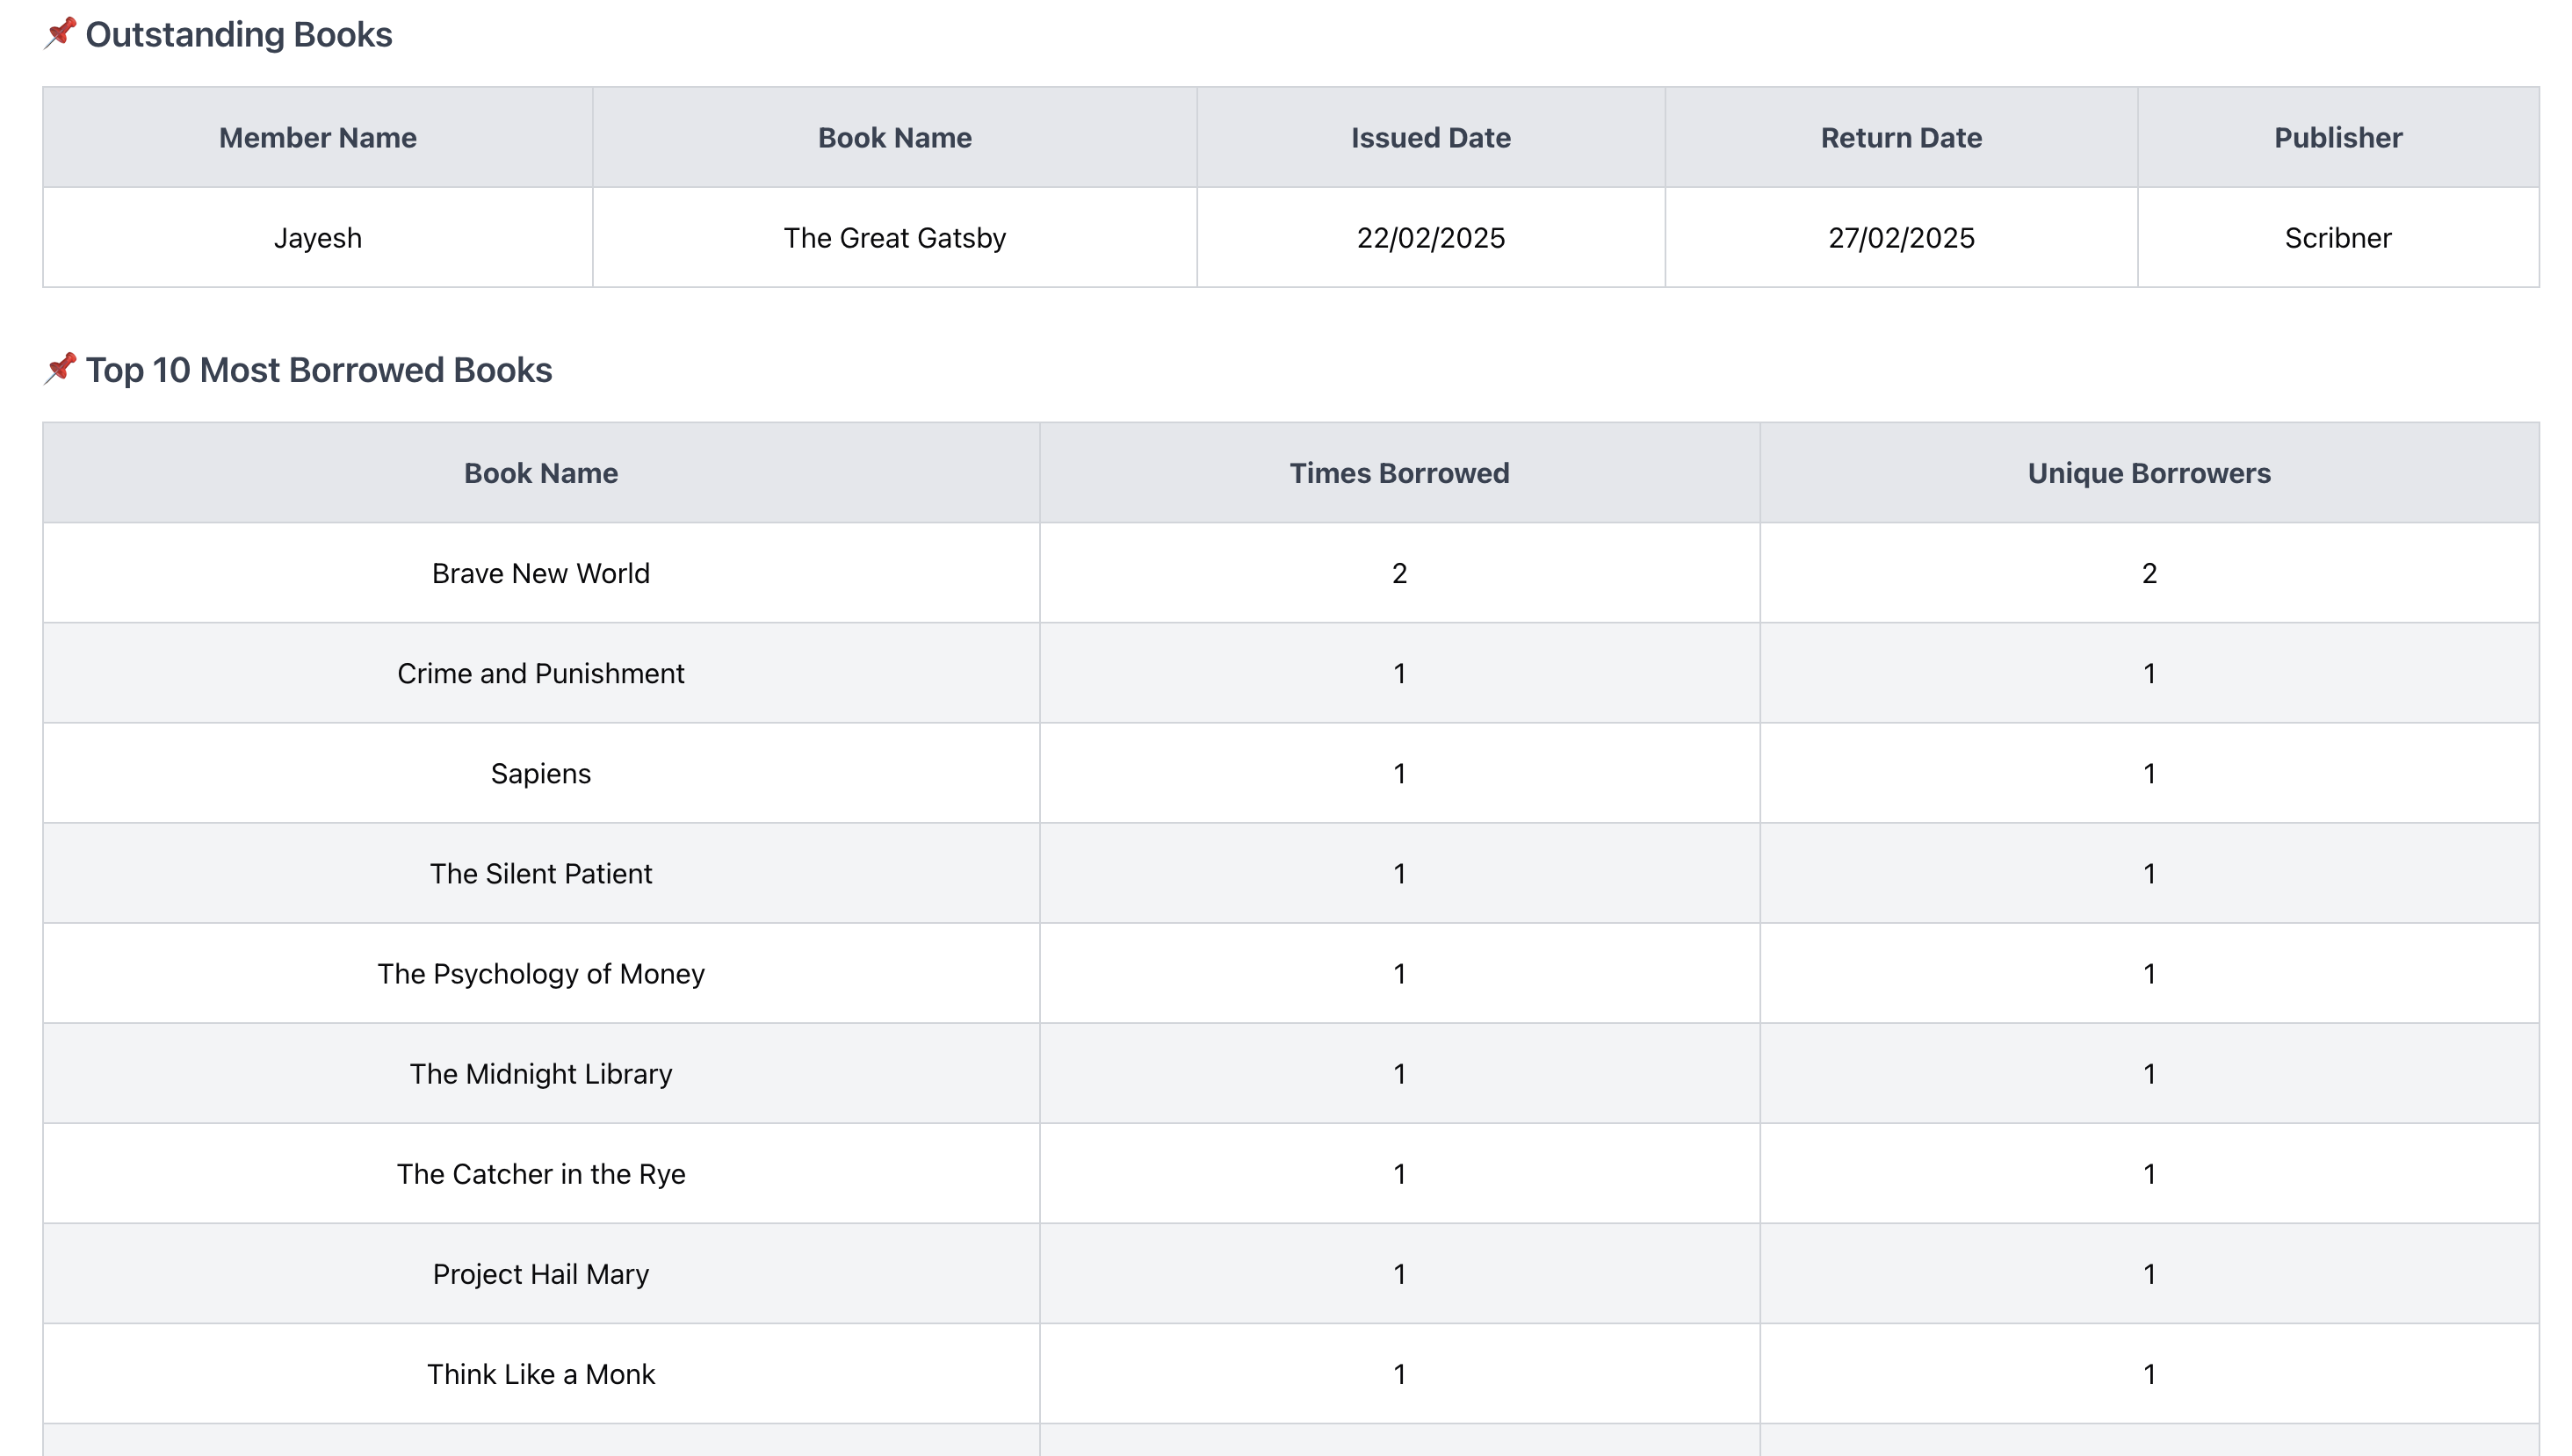 📌 Outstanding Books
Member Name Book Name Issued Date Return Date Publisher
Jayesh The Great Gatsby 22/02/2025 27/02/2025 Scribner
📌 Top 10 Most Borrowed Books
Book Name Times Borrowed Unique Borrowers
Brave New World 2 2
Crime and Punishment 1 1
Sapiens 1 1
The Silent Patient 1 1
The Psychology of Money 1 1
The Midnight Library 1 1
The Catcher in the Rye 1 1
Project Hail Mary 1 1
Think Like a Monk 1 1